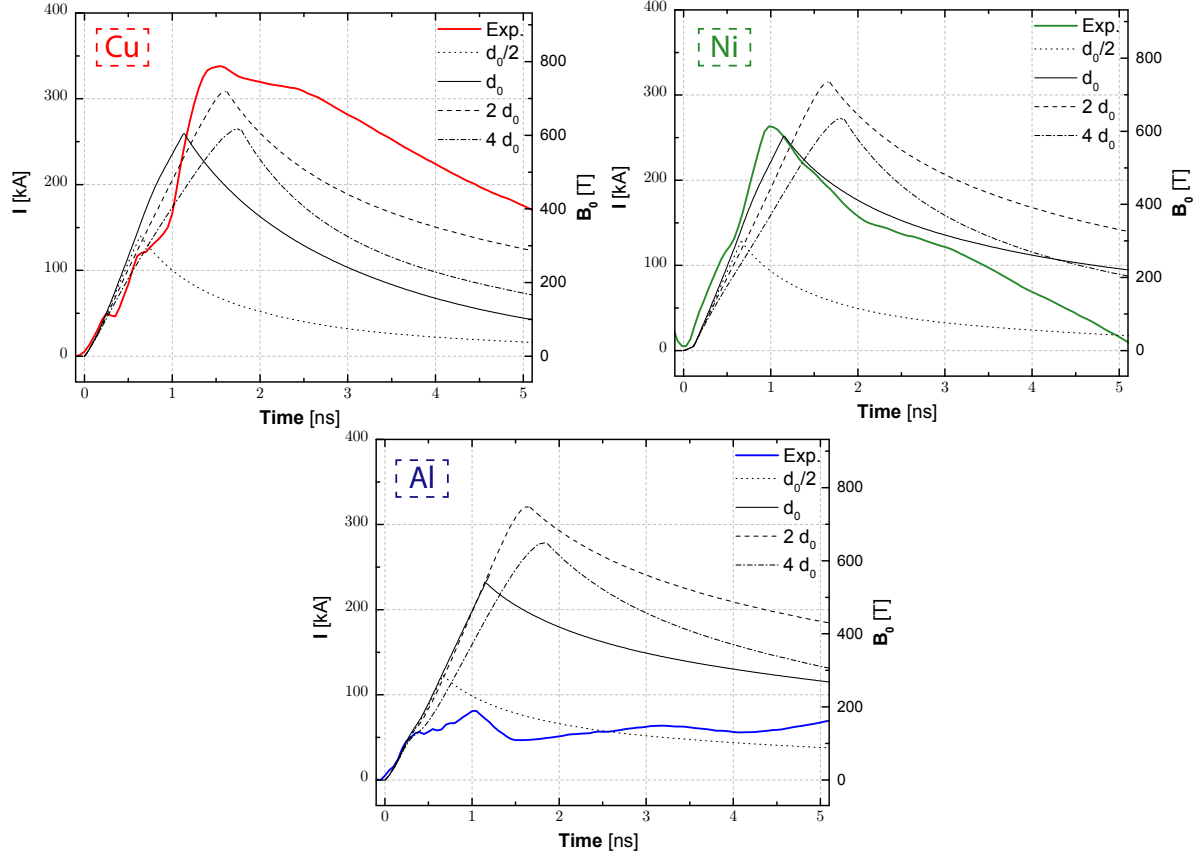 Cu
Exp.
d0/2
d0
2 d0
4 d0
400
300
200
100
0
I [kA]
800
600
400
200
0
B0 [T]
0 1 2 3 4 5
Time [ns]
Ni
Exp.
d0/2
d0
2 d0
4 d0
400
300
200
100
0
I [kA]
800
600
400
200
0
B0 [T]
0 1 2 3 4 5
Time [ns]
Al
Exp.
d0/2
d0
2 d0
4 d0
400
300
200
100
0
I [kA]
800
600
400
200
0
B0 [T]
0 1 2 3 4 5
Time [ns]